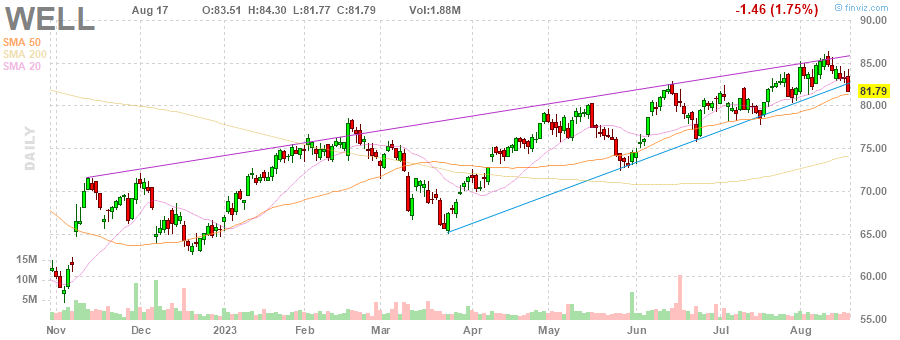 WELL Aug 17 O:83.51 H:84.30 L:81.77 C:81.79 Vol:1.88M -1.46 (1.75%) finviz.com
SMA 50
SMA 200
SMA 20
DAILY
90.00
85.00
81.79
80.00
75.00
70.00
65.00
60.00
55.00
15M
10M
5M
Nov Dec 2023 Feb Mar Apr May Jun Jul Aug